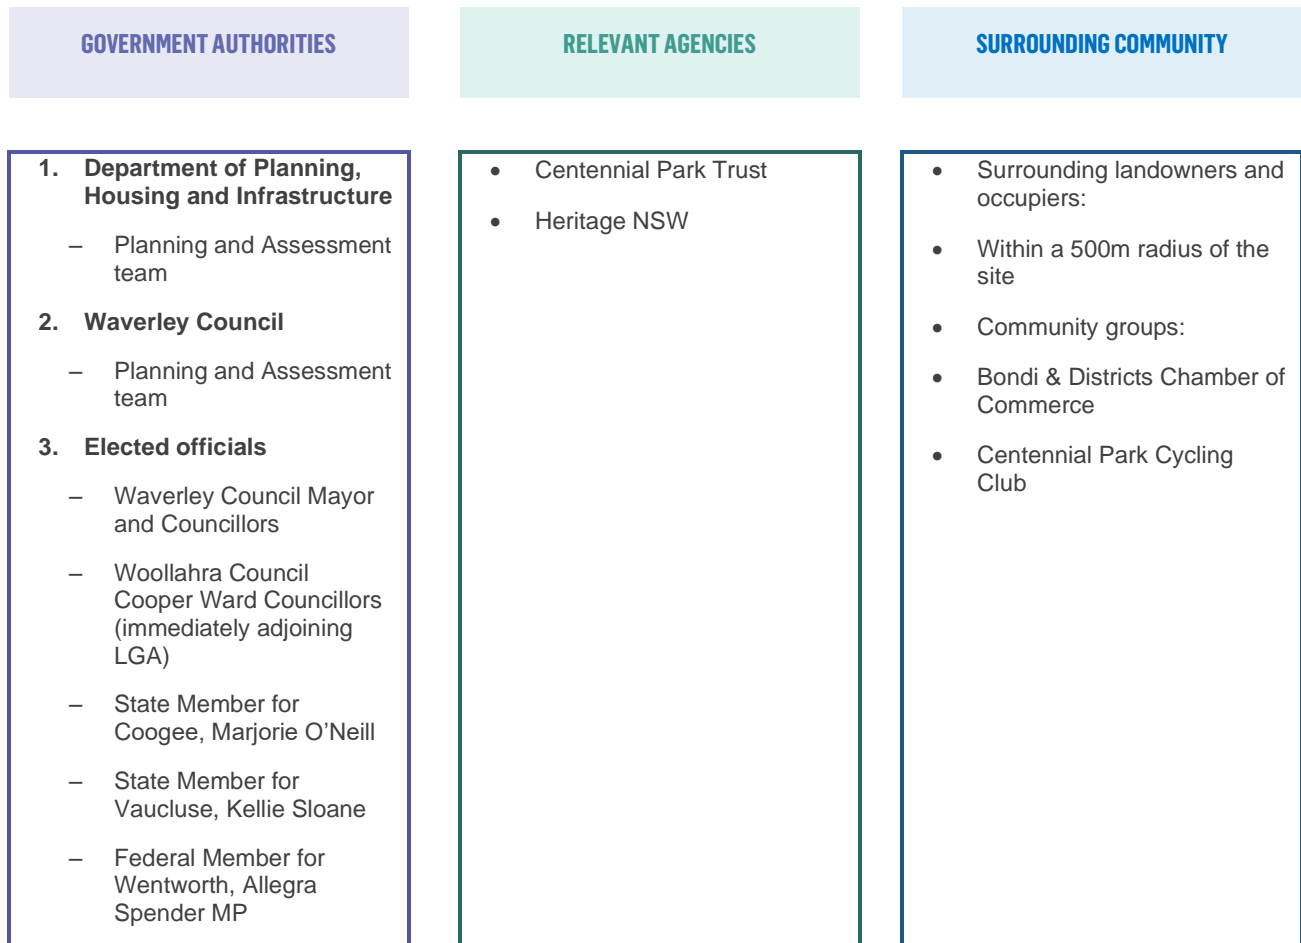 GOVERNMENT AUTHORITIES
1. Department of Planning,
Housing and Infrastructure
– Planning and Assessment
team
2. Waverley Council
– Planning and Assessment
team
3. Elected officials
– Waverley Council Mayor
and Councillors
– Woollahra Council
Cooper Ward Councillors
(immediately adjoining
LGA)
– State Member for
Coogee, Marjorie O’Neill
– State Member for
Vaucluse, Kellie Sloane
– Federal Member for
Wentworth, Allegra
Spender MP
RELEVANT AGENCIES
• Centennial Park Trust
• Heritage NSW
SURROUNDING COMMUNITY
• Surrounding landowners and
occupiers:
• Within a 500m radius of the
site
• Community groups:
• Bondi & Districts Chamber of
Commerce
• Centennial Park Cycling
Club